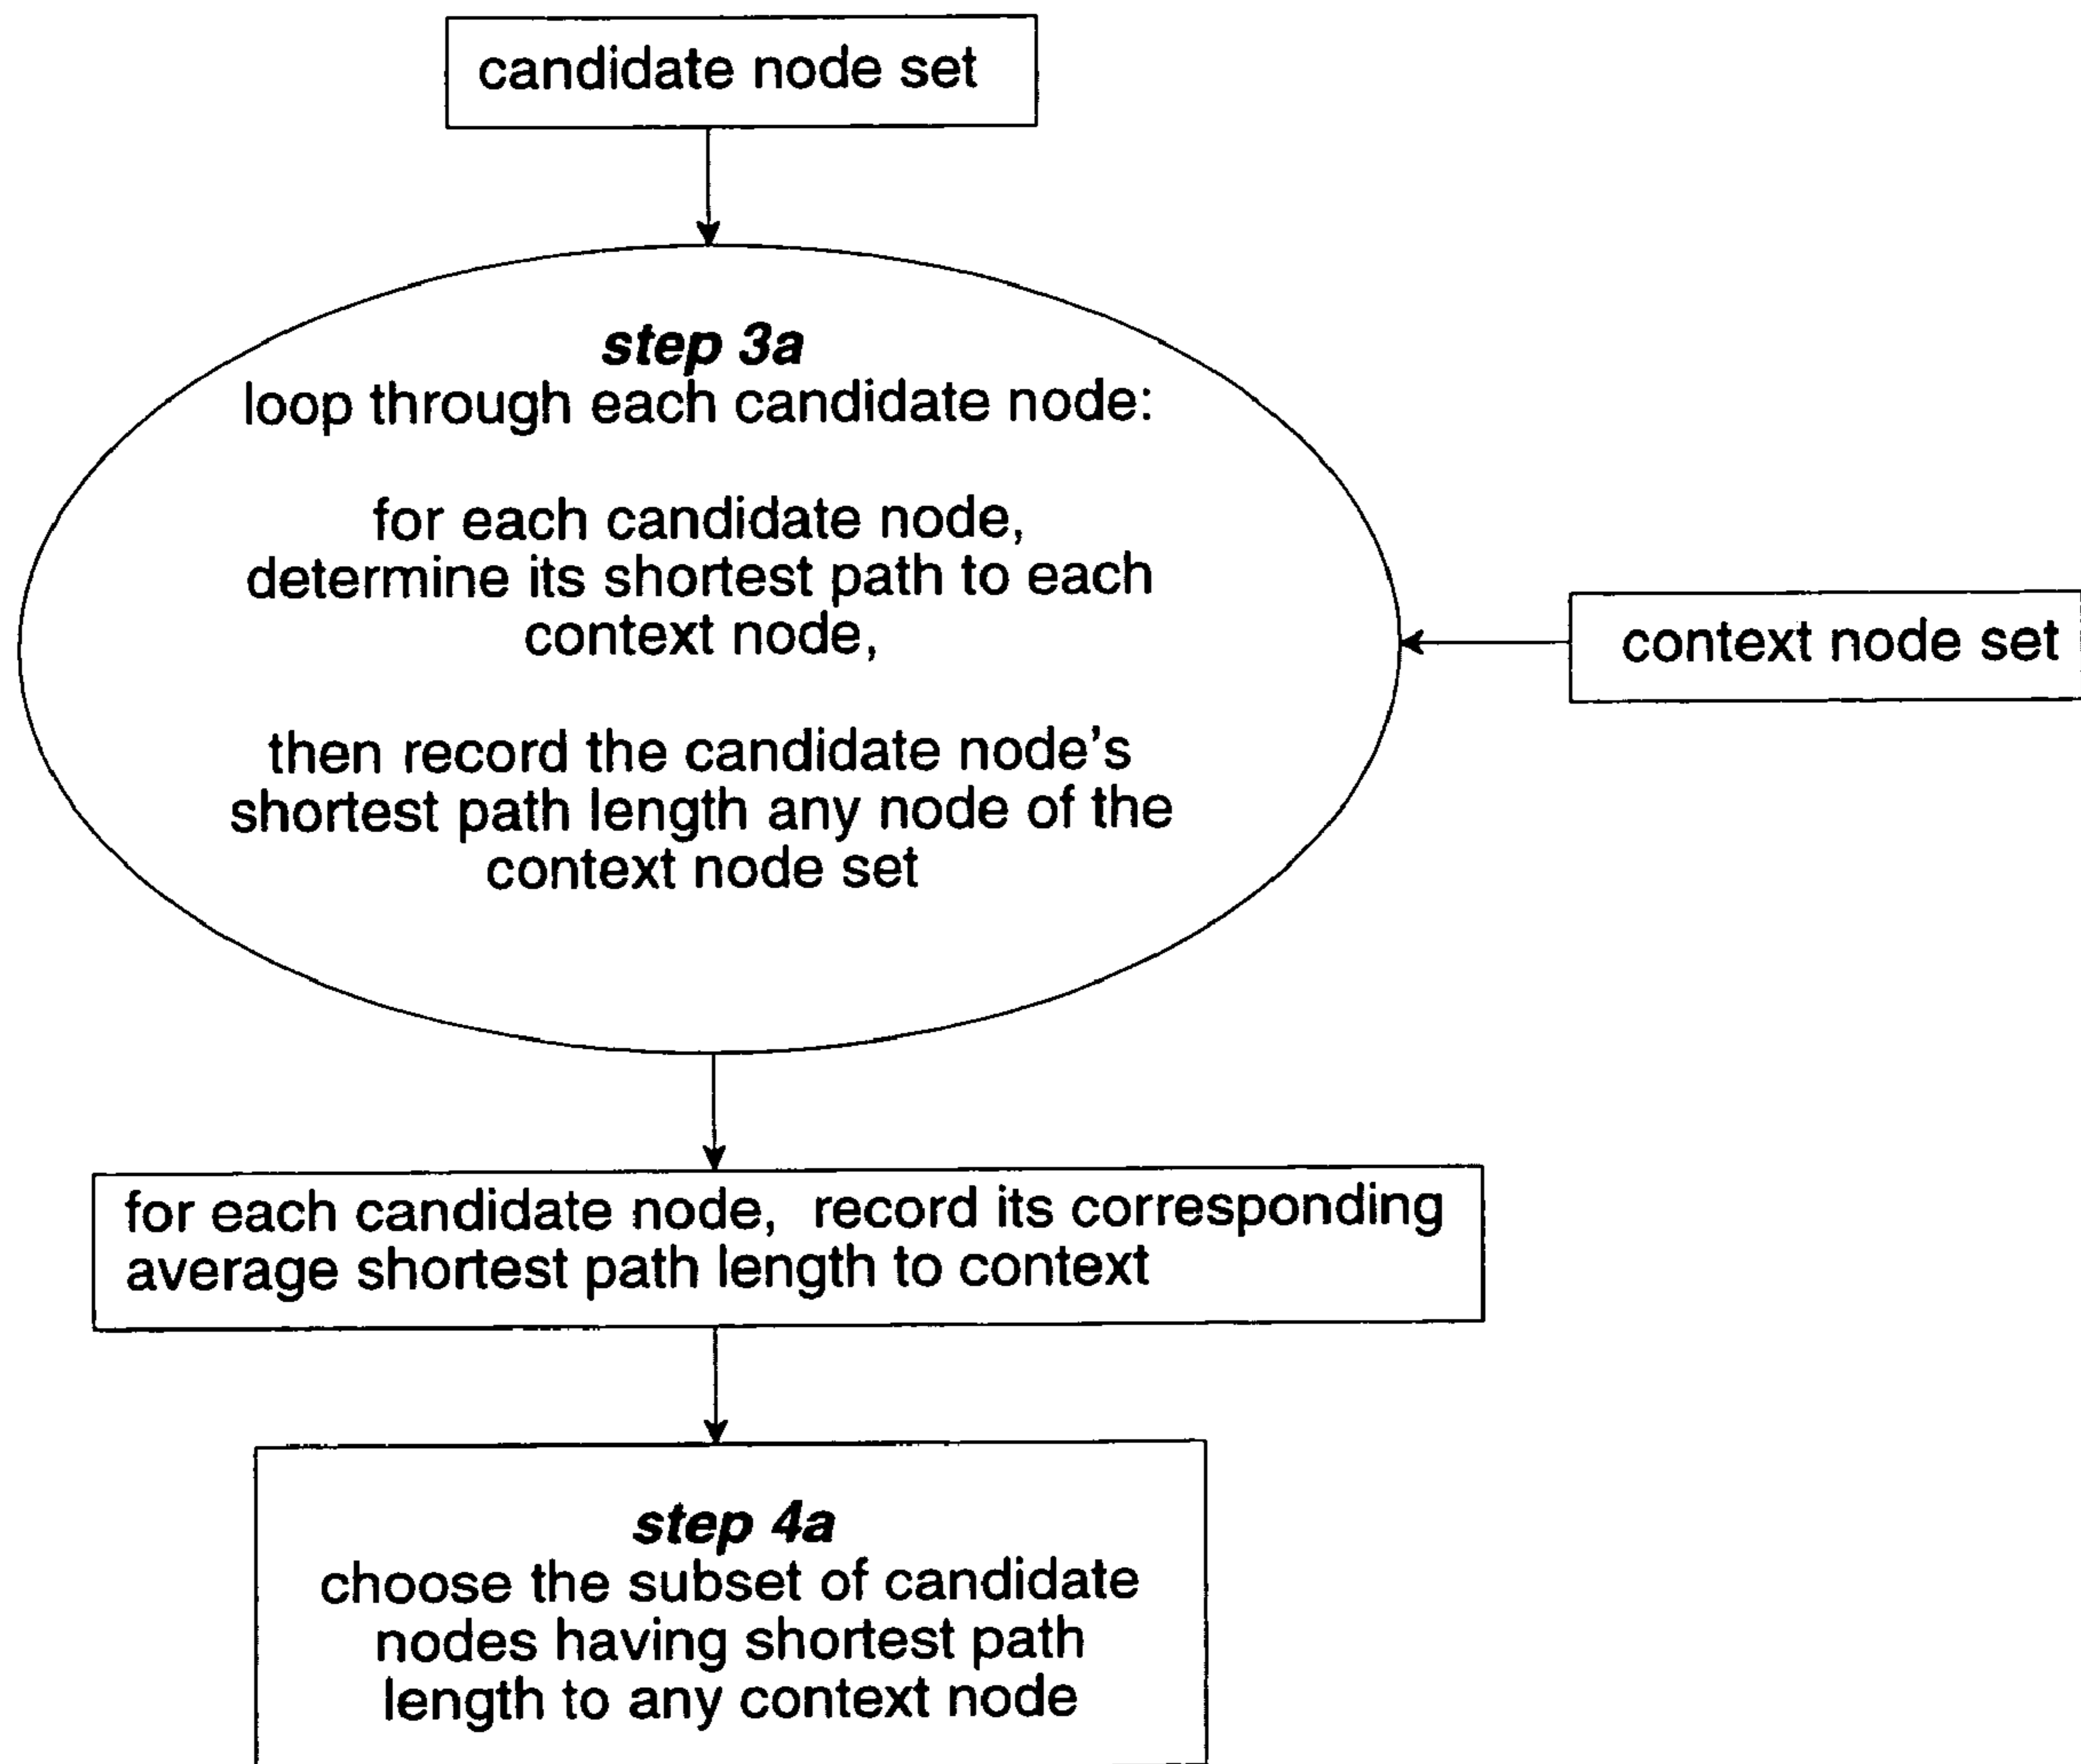 candidate node set
step 3a
loop through each candidate node:
for each candidate node,
determine its shortest path to each
context node,
then record the candidate node's
shortest path length any node of the
context node set
context node set
for each candidate node, record its corresponding
average shortest path length to context
step 4a
choose the subset of candidate
nodes having shortest path
length to any context node